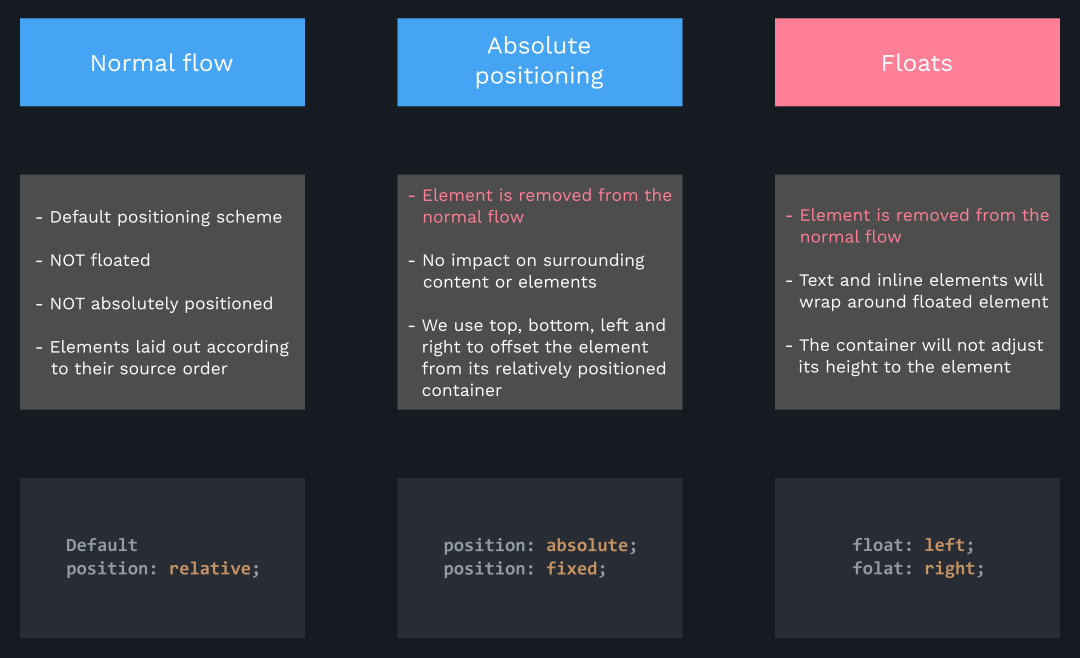 Normal flow
Absolute
positioning
Floats
- Default positioning scheme
- NOT floated
- NOT absolutely positioned
- Elements laid out according
to their source order
- Element is removed from the
normal flow
- No impact on surrounding
content or elements
- We use top, bottom, left and
right to offset the element
from its relatively positioned
container
- Element is removed from the
normal flow
- Text and inline elements will
wrap around floated element
- The container will not adjust
its height to the element
Default
position: relative;
position: absolute;
position: fixed;
float: left;
folat: right;